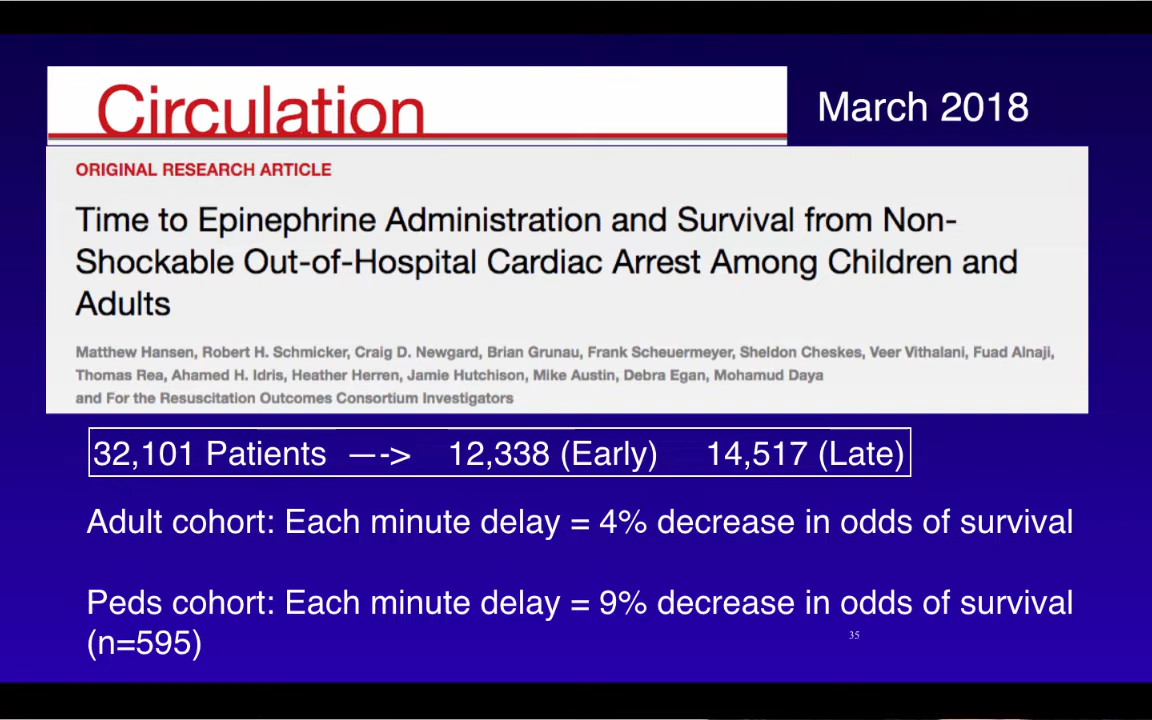 Circulation
March 2018
ORIGINAL RESEARCH ARTICLE
Time to Epinephrine Administration and Survival from Non-
Shockable Out-of-Hospital Cardiac Arrest Among Children and
Adults
Matthew Hansen, Robert H. Schmicker, Craig D. Newgard, Brian Grunau, Frank Scheuermeyer, Sheldon Cheskes, Veer Vithalani, Fuad Alnaji,
Thomas Rea, Ahamed H. Idris, Heather Herren, Jamie Hutchison, Mike Austin, Debra Egan, Mohamud Daya
and For the Resuscitation Outcomes Consortium Investigators
32,101 Patients —-> 12,338 (Early) 14,517 (Late)
Adult cohort: Each minute delay = 4% decrease in odds of survival
Peds cohort: Each minute delay = 9% decrease in odds of survival
(n=595)
35